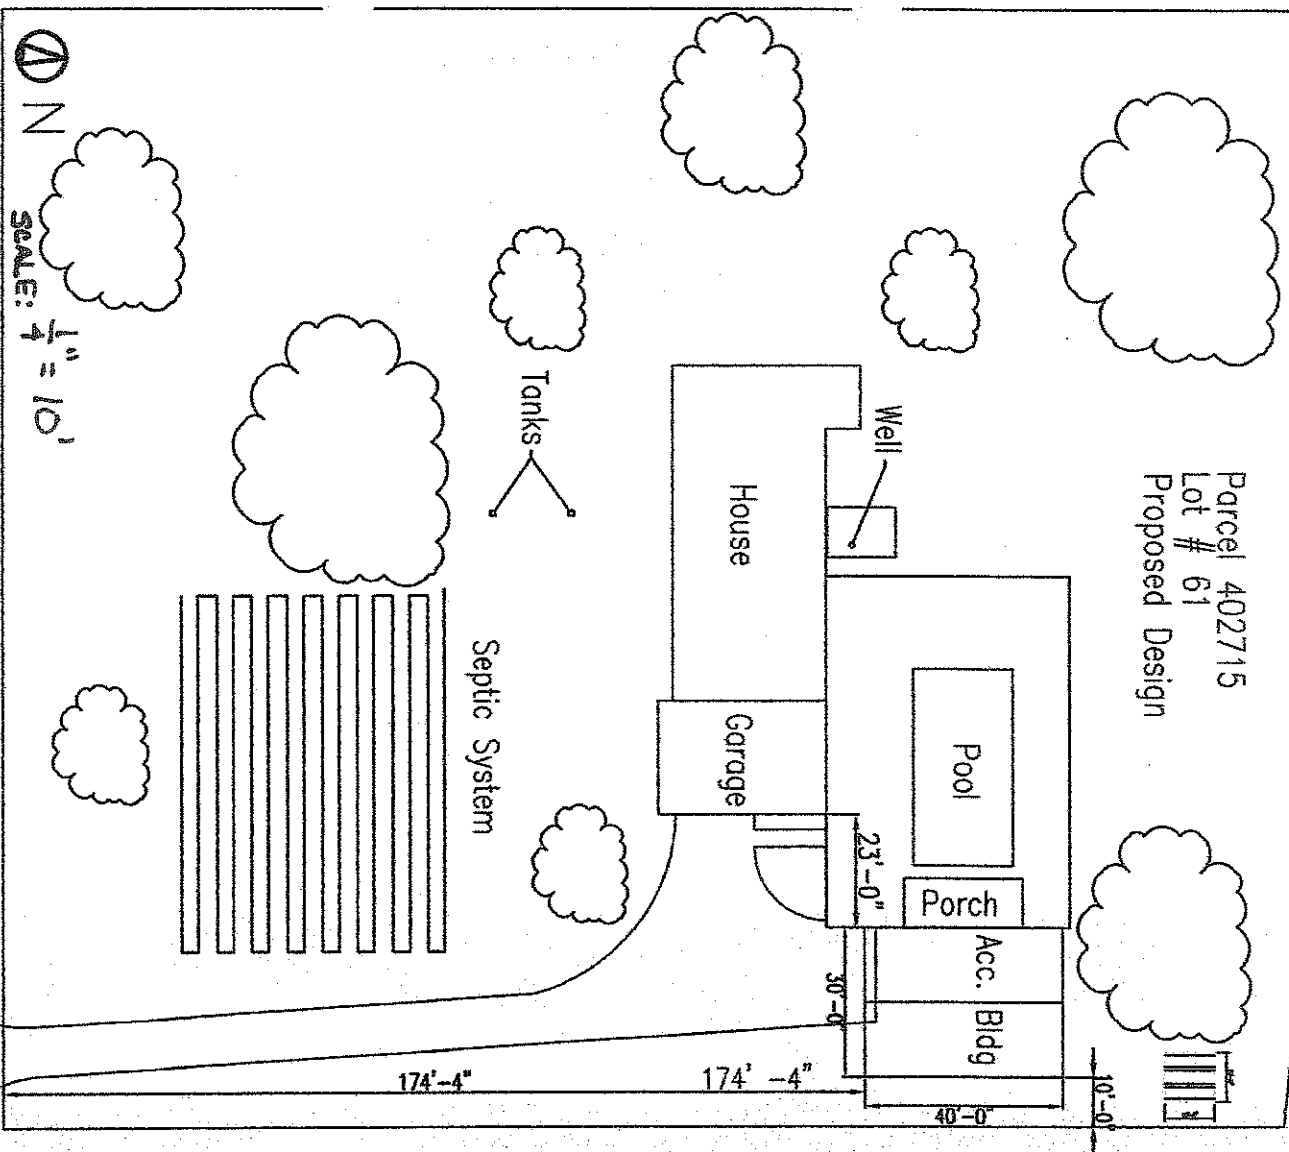 Parcel 402715
Lot # 61
Proposed Design
Well
Tanks
House
Pool
Garage
Porch
23'-0"
Acc. Bldg
30'-0"
Septic System
174'-4"
174' -4"
40'-0"
10'-0"
N
SCALE: 1/4" = 10'